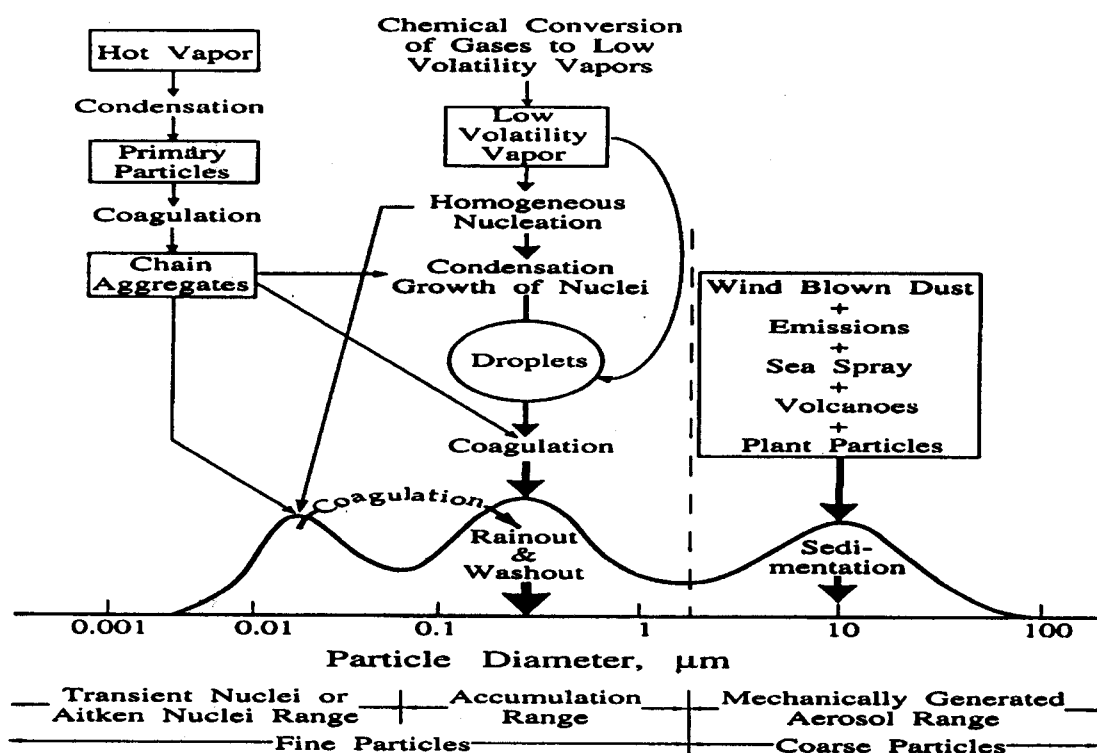 Hot Vapor
Condensation
Primary
Particles
Coagulation
Chain
Aggregates
Chemical Conversion
of Gases to Low
Volatility Vapors
Low
Volatility
Vapor
Homogeneous
Nucleation
Condensation
Growth of Nuclei
Droplets
Coagulation
Wind Blown Dust
+
Emissions
+
Sea Spray
+
Volcanoes
+
Plant Particles
Coagulation
Rainout
&
Washout
Sedi-
mentation
0.001 0.01 0.1 1 10 100
Particle Diameter, μm
Transient Nuclei or
Aitken Nuclei Range
Accumulation
Range
Mechanically Generated
Aerosol Range
Fine Particles
Coarse Particles